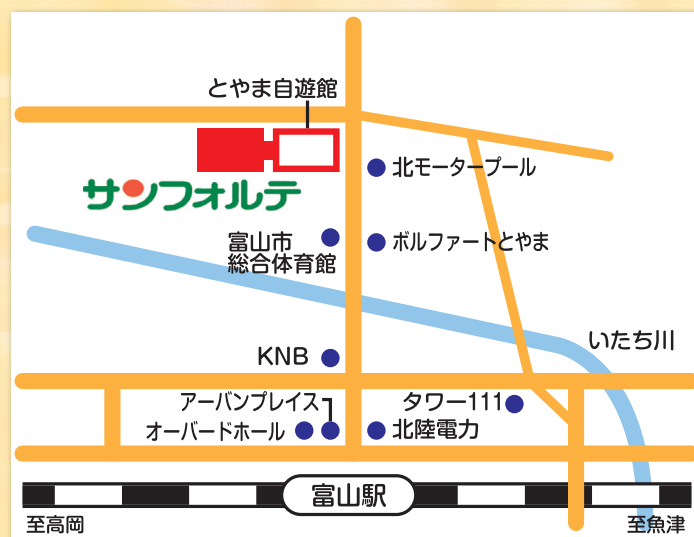 とやま自遊館
北モータープール
サンフォルテ
富山市
総合体育館
ボルファートとやま
いたち川
KNB
アーバンプレイス
タワー111
オーバードホール
北陸電力
富山駅
至高岡
至魚津